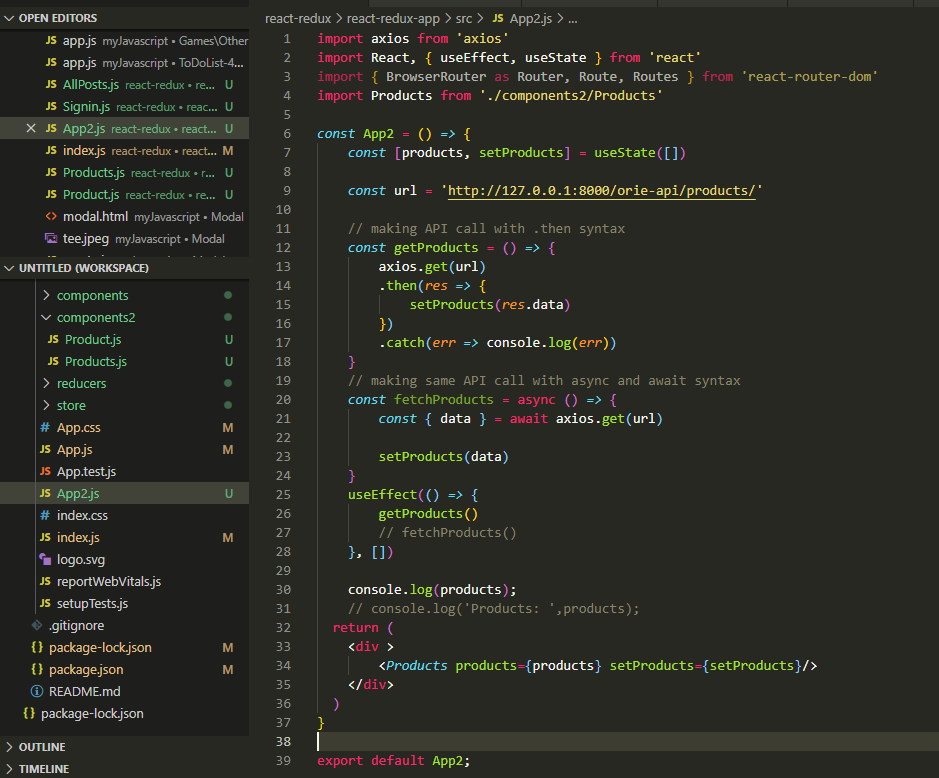 OPEN EDITORS
JS app.js myJavascript • Games\Other
JS app.js myJavascript • ToDoList-4...
JS AllPosts.js react-redux • re... U
JS Signin.js react-redux • reac... U
JS App2.js react-redux • react... U
JS index.js react-redux • react... M
JS Products.js react-redux • r... U
JS Product.js react-redux • re... U
<> modal.html myJavascript • Modal
tee.jpeg myJavascript • Modal
UNTITLED (WORKSPACE)
components
components2
JS Product.js U
JS Products.js U
reducers
store
# App.css M
JS App.js M
JS App.test.js
JS App2.js U
# index.css
JS index.js M
logo.svg
JS reportWebVitals.js
JS setupTests.js
.gitignore
{} package-lock.json M
{} package.json M
README.md
{} package-lock.json
OUTLINE
TIMELINE
react-redux > react-redux-app > src > JS App2.js > ...
1 import axios from 'axios'
2 import React, { useEffect, useState } from 'react'
3 import { BrowserRouter as Router, Route, Routes } from 'react-router-dom'
4 import Products from './components2/Products'
5
6 const App2 = () => {
7 const [products, setProducts] = useState([])
8
9 const url = 'http://127.0.0.1:8000/orie-api/products/'
10
11 // making API call with .then syntax
12 const getProducts = () => {
13 axios.get(url)
14 .then(res => {
15 setProducts(res.data)
16 })
17 .catch(err => console.log(err))
18 }
19 // making same API call with async and await syntax
20 const fetchProducts = async () => {
21 const { data } = await axios.get(url)
22
23 setProducts(data)
24 }
25 useEffect(() => {
26 getProducts()
27 // fetchProducts()
28 }, [])
29
30 console.log(products);
31 // console.log('Products: ',products);
32 return (
33 <div >
34 <Products products={products} setProducts={setProducts}/>
35 </div>
36 )
37 }
38
39 export default App2;